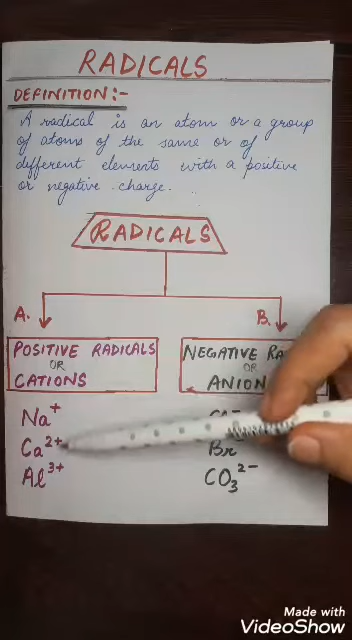 RADICALS
DEFINITION:-
A radical is an atom or a group
of atoms of the same or of
different elements with a positive
or negative charge.
RADICALS
A.
B.
POSITIVE RADICALS
OR
CATIONS
NEGATIVE RA
OR
ANION
Na⁺
Ca²⁺
Al³⁺
Br
CO₃²⁻
Made with
VideoShow